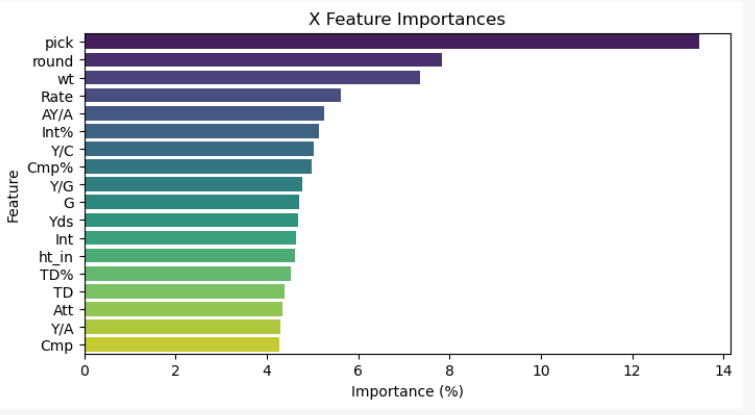 X Feature Importances
Feature
pick
round
wt
Rate
AY/A
Int%
Y/C
Cmp%
Y/G
G
Yds
Int
ht_in
TD%
TD
Att
Y/A
Cmp
0 2 4 6 8 10 12 14
Importance (%)